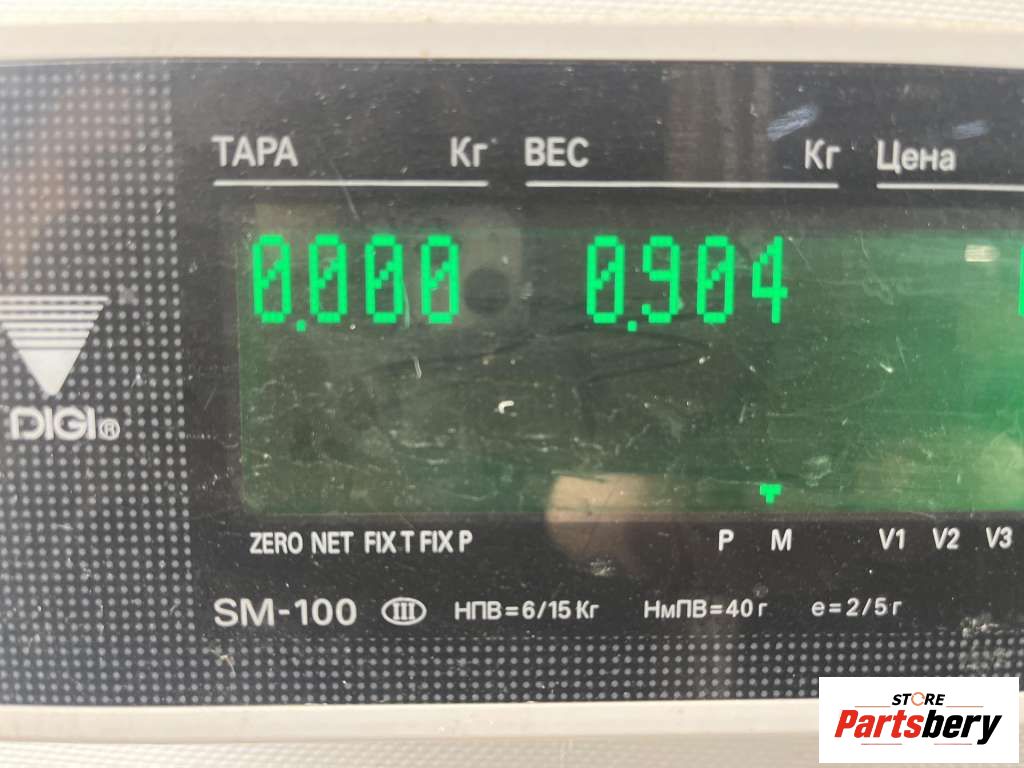 ТАРА Кг ВЕС Кг Цена
0.000 0.904
DIGI®
ZERO NET FIX T FIX P P M V1 V2 V3
SM-100 III НПВ=6/15 Кг НмПВ=40 г e=2/5 г
STORE
Partsbery